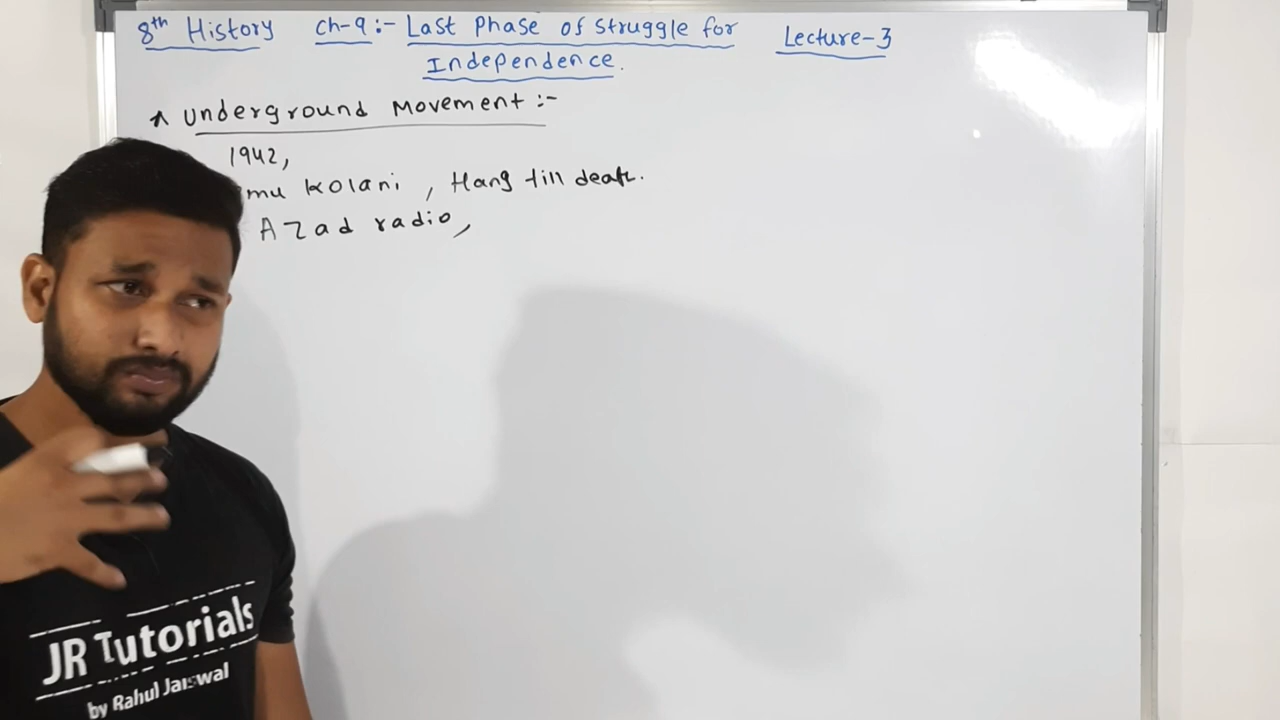 8th History ch-9:- Last Phase of Struggle for Lecture-3
Independence.
* Underground Movement :-
1942,
mu Kolani , Hang till death.
Azad radio,
JR Tutorials
by Rahul Jaiswal